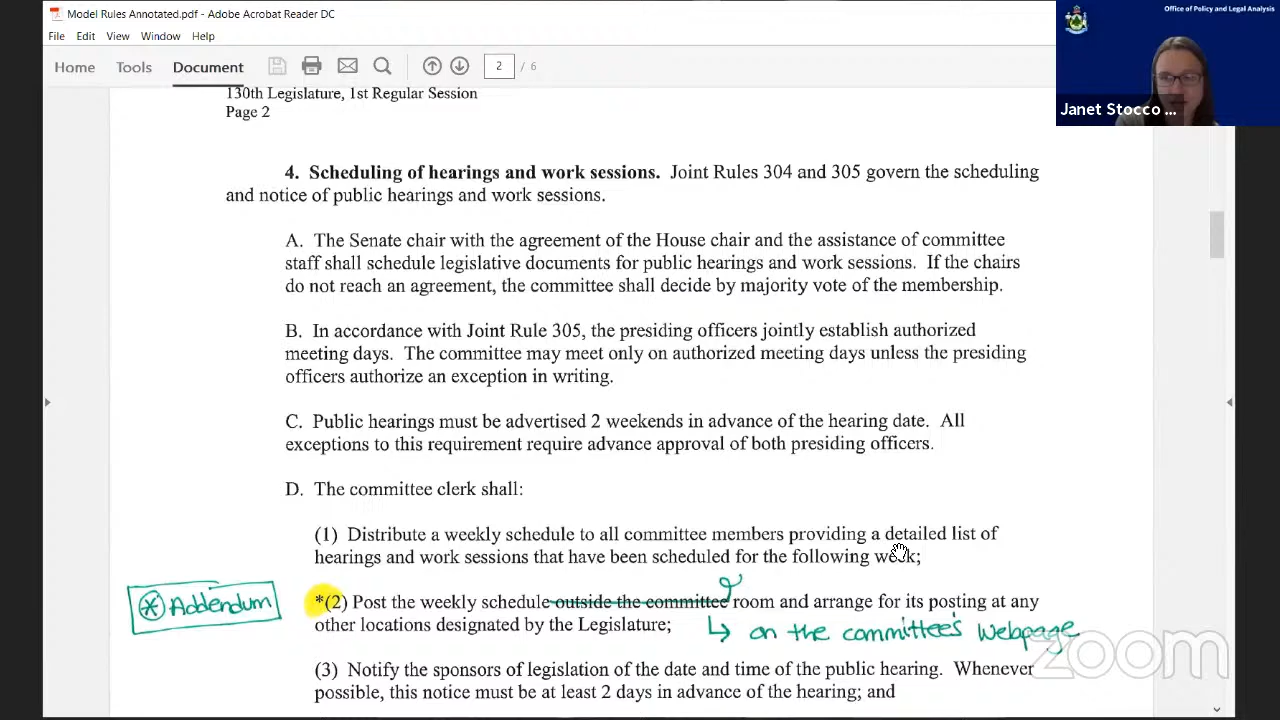 Model Rules Annotated.pdf - Adobe Acrobat Reader DC
Office of Policy and Legal Analysis
File Edit View Window Help
Home Tools Document 2 / 6
Janet Stocco ...
130th Legislature, 1st Regular Session
Page 2
4. Scheduling of hearings and work sessions. Joint Rules 304 and 305 govern the scheduling
and notice of public hearings and work sessions.
A. The Senate chair with the agreement of the House chair and the assistance of committee
staff shall schedule legislative documents for public hearings and work sessions. If the chairs
do not reach an agreement, the committee shall decide by majority vote of the membership.
B. In accordance with Joint Rule 305, the presiding officers jointly establish authorized
meeting days. The committee may meet only on authorized meeting days unless the presiding
officers authorize an exception in writing.
C. Public hearings must be advertised 2 weekends in advance of the hearing date. All
exceptions to this requirement require advance approval of both presiding officers.
D. The committee clerk shall:
(1) Distribute a weekly schedule to all committee members providing a detailed list of
hearings and work sessions that have been scheduled for the following week;
* Addendum
*(2) Post the weekly schedule outside the committee room and arrange for its posting at any
other locations designated by the Legislature;
↳ on the committee's webpage
(3) Notify the sponsors of legislation of the date and time of the public hearing. Whenever
possible, this notice must be at least 2 days in advance of the hearing; and
zoom